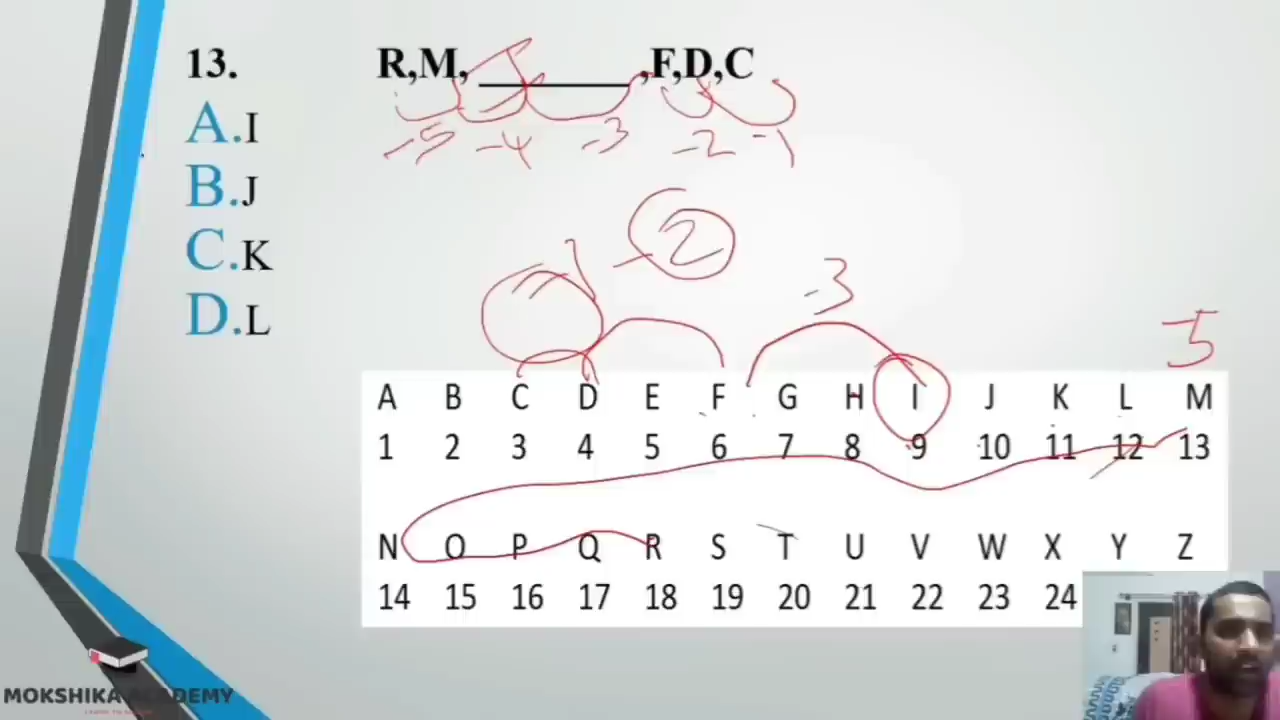 13. R,M, ________ ,F,D,C
A.I
B.J
C.K
D.L
I
-5 -4 -3 -2 -1
-2
-3
5
A B C D E F G H I J K L M
1 2 3 4 5 6 7 8 9 10 11 12 13
N O P Q R S T U V W X Y Z
14 15 16 17 18 19 20 21 22 23 24
MOKSHIKA ACADEMY